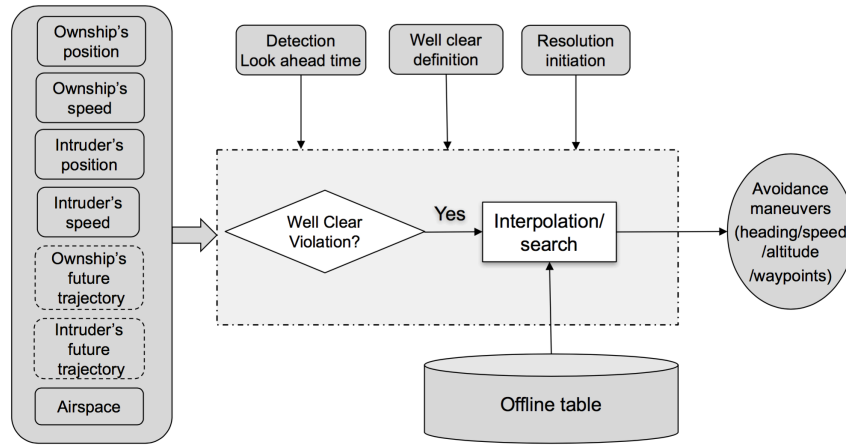 Ownship's
position
Ownship's
speed
Intruder's
position
Intruder's
speed
Ownship's
future
trajectory
Intruder's
future
trajectory
Airspace
Detection
Look ahead time
Well clear
definition
Resolution
initiation
Well Clear
Violation?
Yes
Interpolation/
search
Offline table
Avoidance
maneuvers
(heading/speed
/altitude
/waypoints)